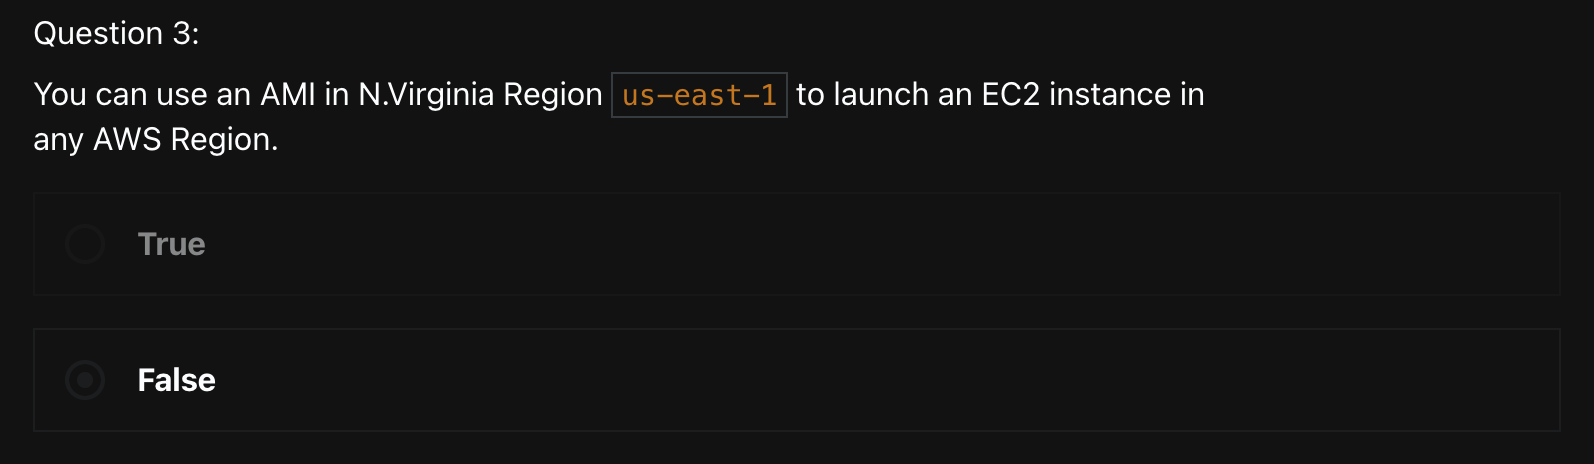 Question 3:
You can use an AMI in N.Virginia Region us-east-1 to launch an EC2 instance in
any AWS Region.
True
False